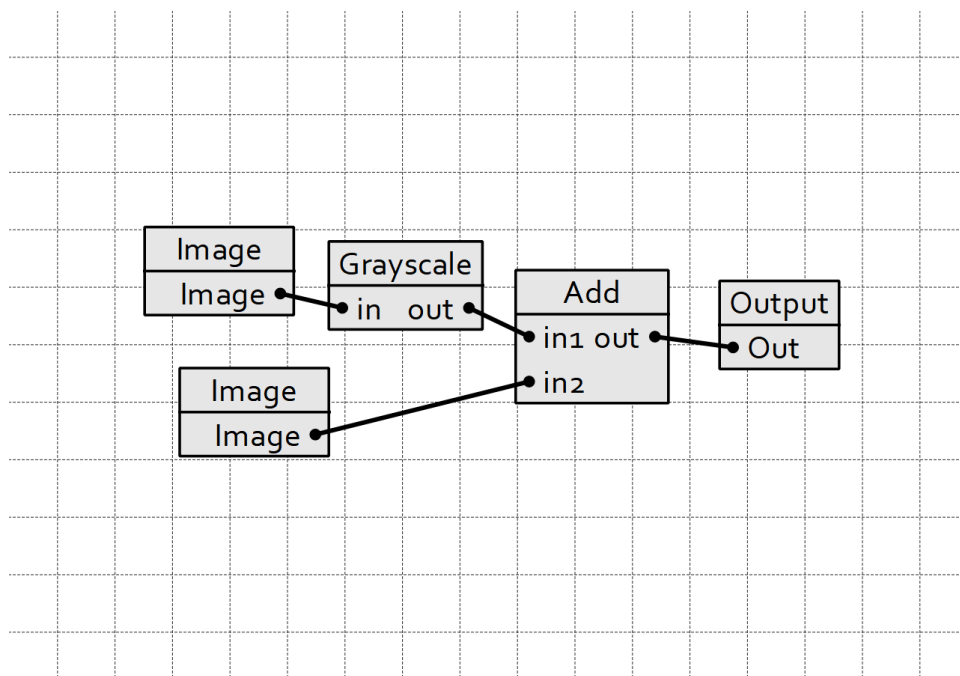 Image
Image
Grayscale
in out
Add
in1 out
in2
Output
Out
Image
Image